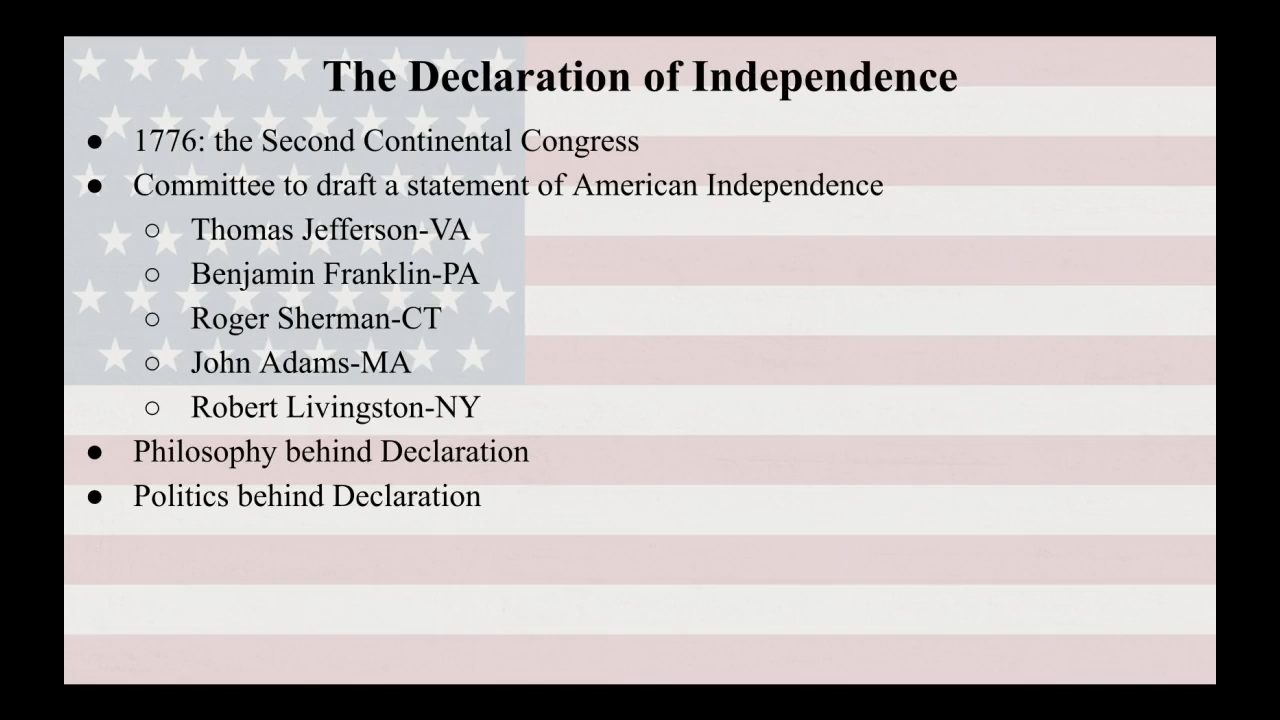 The Declaration of Independence
● 1776: the Second Continental Congress
● Committee to draft a statement of American Independence
○ Thomas Jefferson-VA
○ Benjamin Franklin-PA
○ Roger Sherman-CT
○ John Adams-MA
○ Robert Livingston-NY
● Philosophy behind Declaration
● Politics behind Declaration